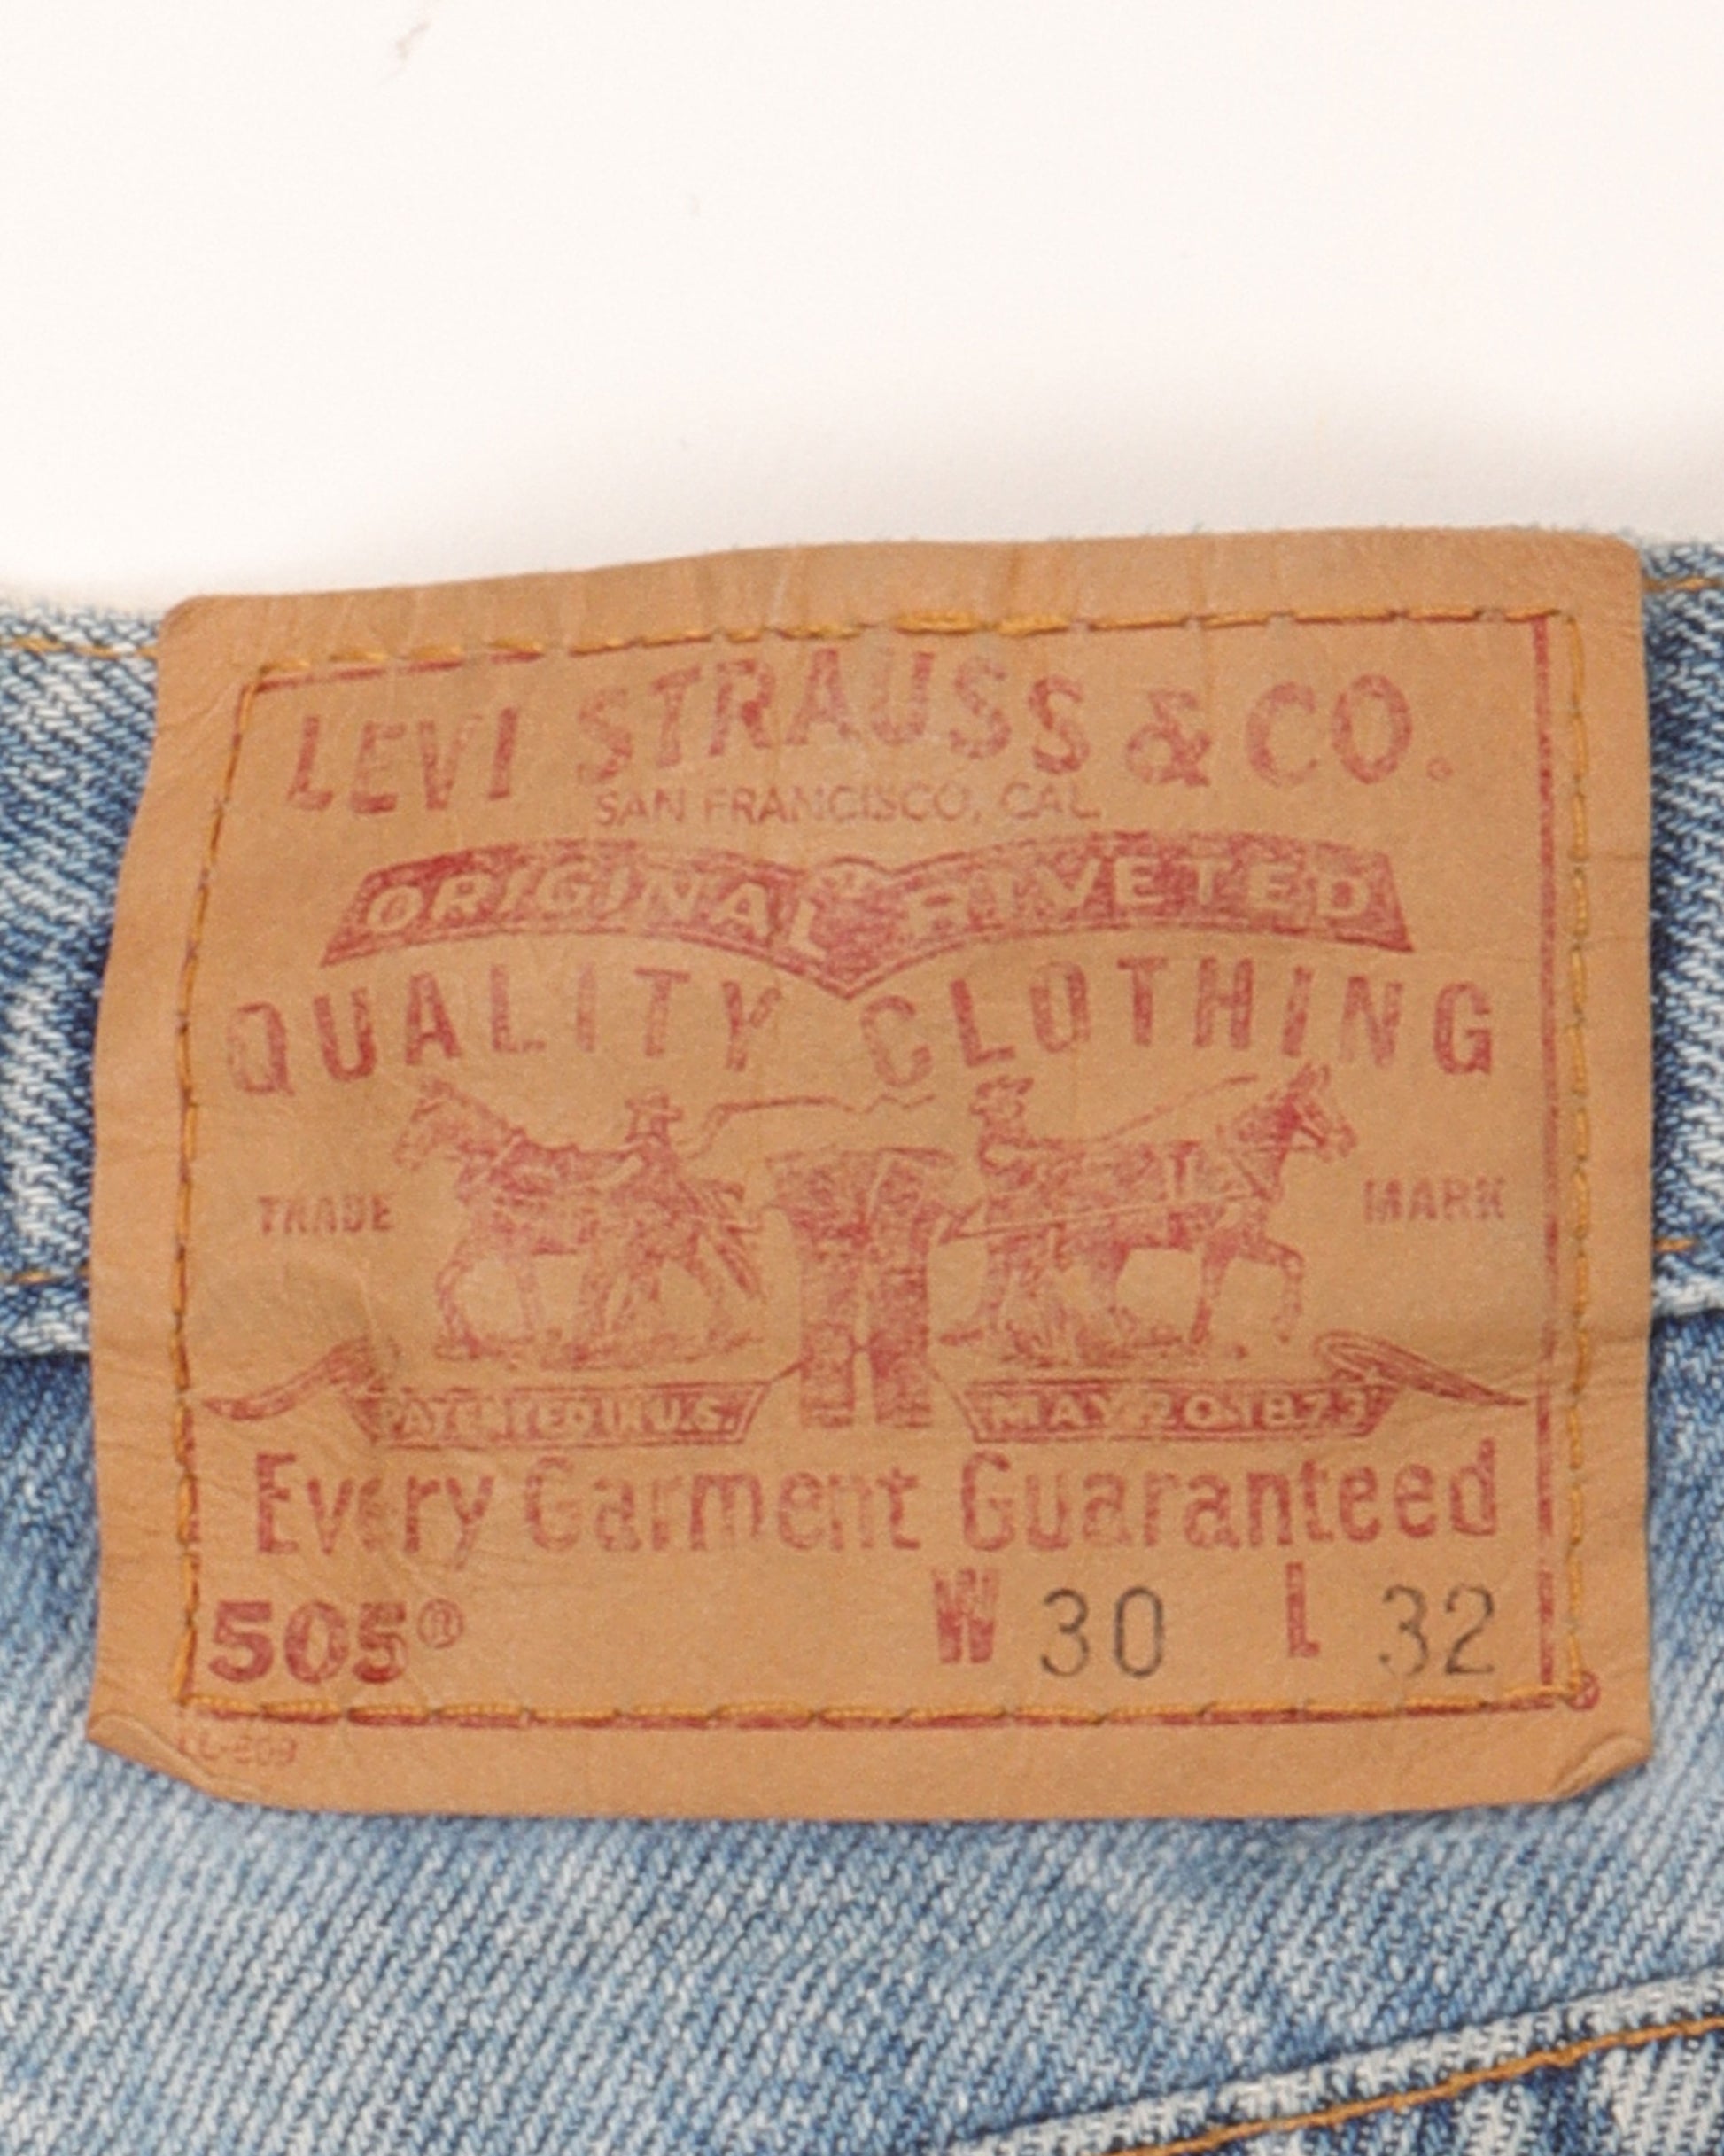 LEVI STRAUSS & CO.
SAN FRANCISCO, CAL.
ORIGINAL RIVETED
QUALITY CLOTHING
TRADE MARK
PATENTED IN U.S. MAY 20 1873
Every Garment Guaranteed
505® W 30 L 32